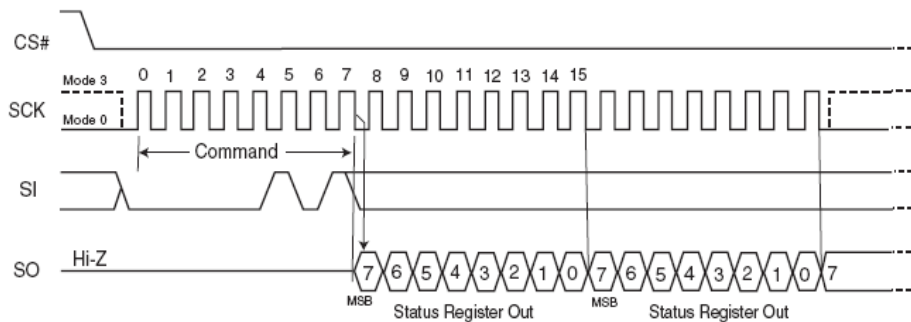 CS#
Mode 3
0 1 2 3 4 5 6 7 8 9 10 11 12 13 14 15
SCK
Mode 0
Command
SI
Hi-Z
SO
7 6 5 4 3 2 1 0 7 6 5 4 3 2 1 0 7
MSB Status Register Out MSB Status Register Out